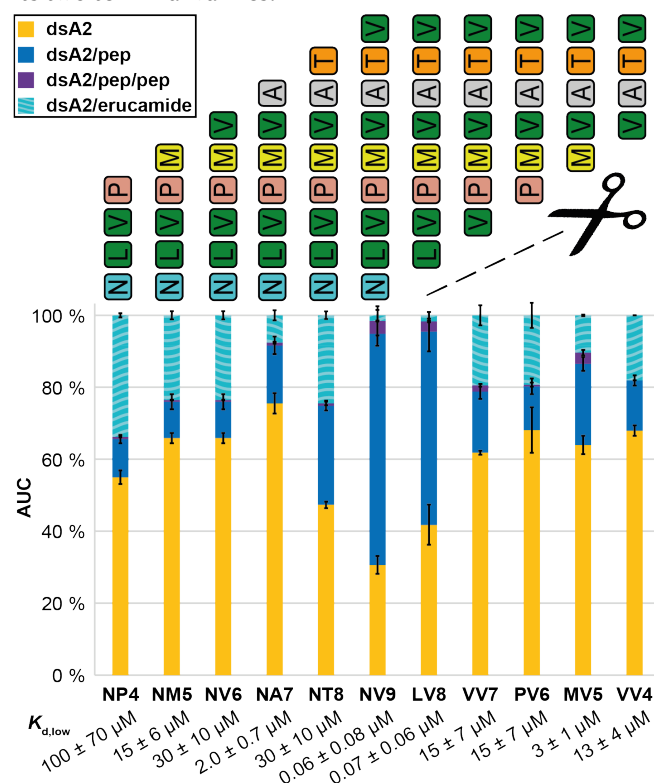 dsA2
dsA2/pep
dsA2/pep/pep
dsA2/erucamide
N L V P
N L V P M
N L V P M V
N L V P M V A
N L V P M V A T
N L V P M V A T V
L V P M V A T V
V P M V A T V
P M V A T V
M V A T V
V A T V
100 %
80 %
60 %
40 %
20 %
0 %
AUC
NP4 NM5 NV6 NA7 NT8 NV9 LV8 VV7 PV6 MV5 VV4
Kd,low
100 ± 70 µM
15 ± 6 µM
30 ± 10 µM
2.0 ± 0.7 µM
30 ± 10 µM
0.06 ± 0.08 µM
0.07 ± 0.06 µM
15 ± 7 µM
15 ± 7 µM
3 ± 1 µM
13 ± 4 µM